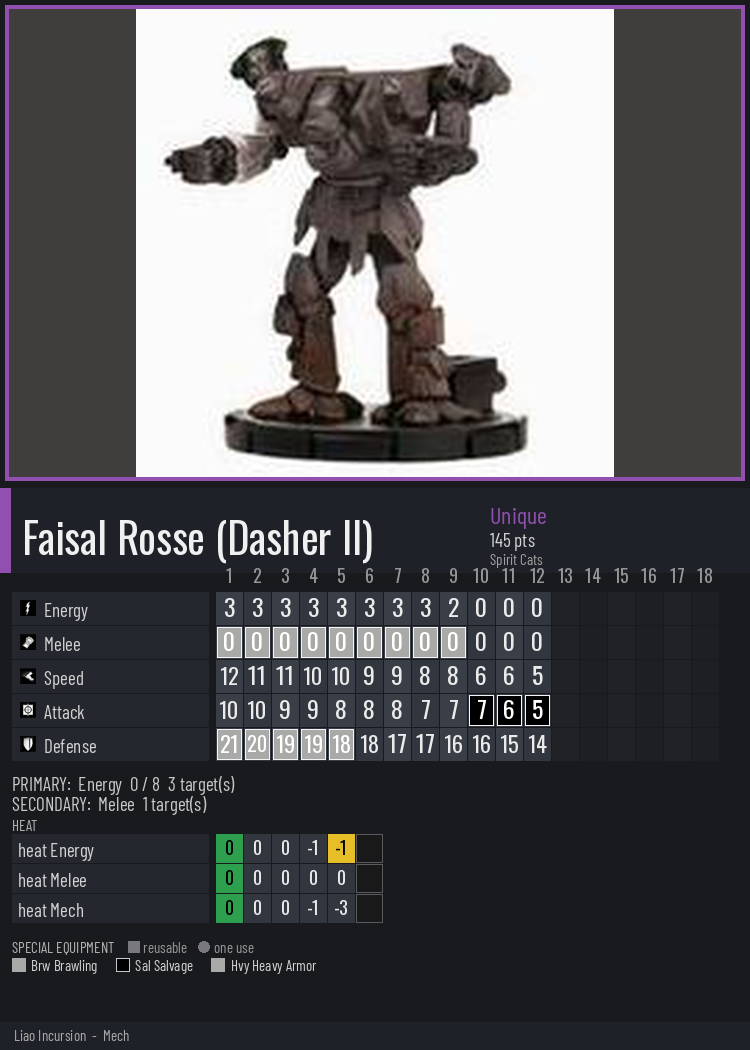 Faisal Rosse (Dasher II)
Unique
145 pts
Spirit Cats
1 2 3 4 5 6 7 8 9 10 11 12 13 14 15 16 17 18
Energy 3 3 3 3 3 3 3 3 2 0 0 0
Melee 0 0 0 0 0 0 0 0 0 0 0 0
Speed 12 11 11 10 10 9 9 8 8 6 6 5
Attack 10 10 9 9 8 8 8 7 7 7 6 5
Defense 21 20 19 19 18 18 17 17 16 16 15 14
PRIMARY: Energy 0 / 8 3 target(s)
SECONDARY: Melee 1 target(s)
HEAT
heat Energy 0 0 0 -1 -1
heat Melee 0 0 0 0 0
heat Mech 0 0 0 -1 -3
SPECIAL EQUIPMENT reusable one use
Brw Brawling Sal Salvage Hvy Heavy Armor
Liao Incursion - Mech